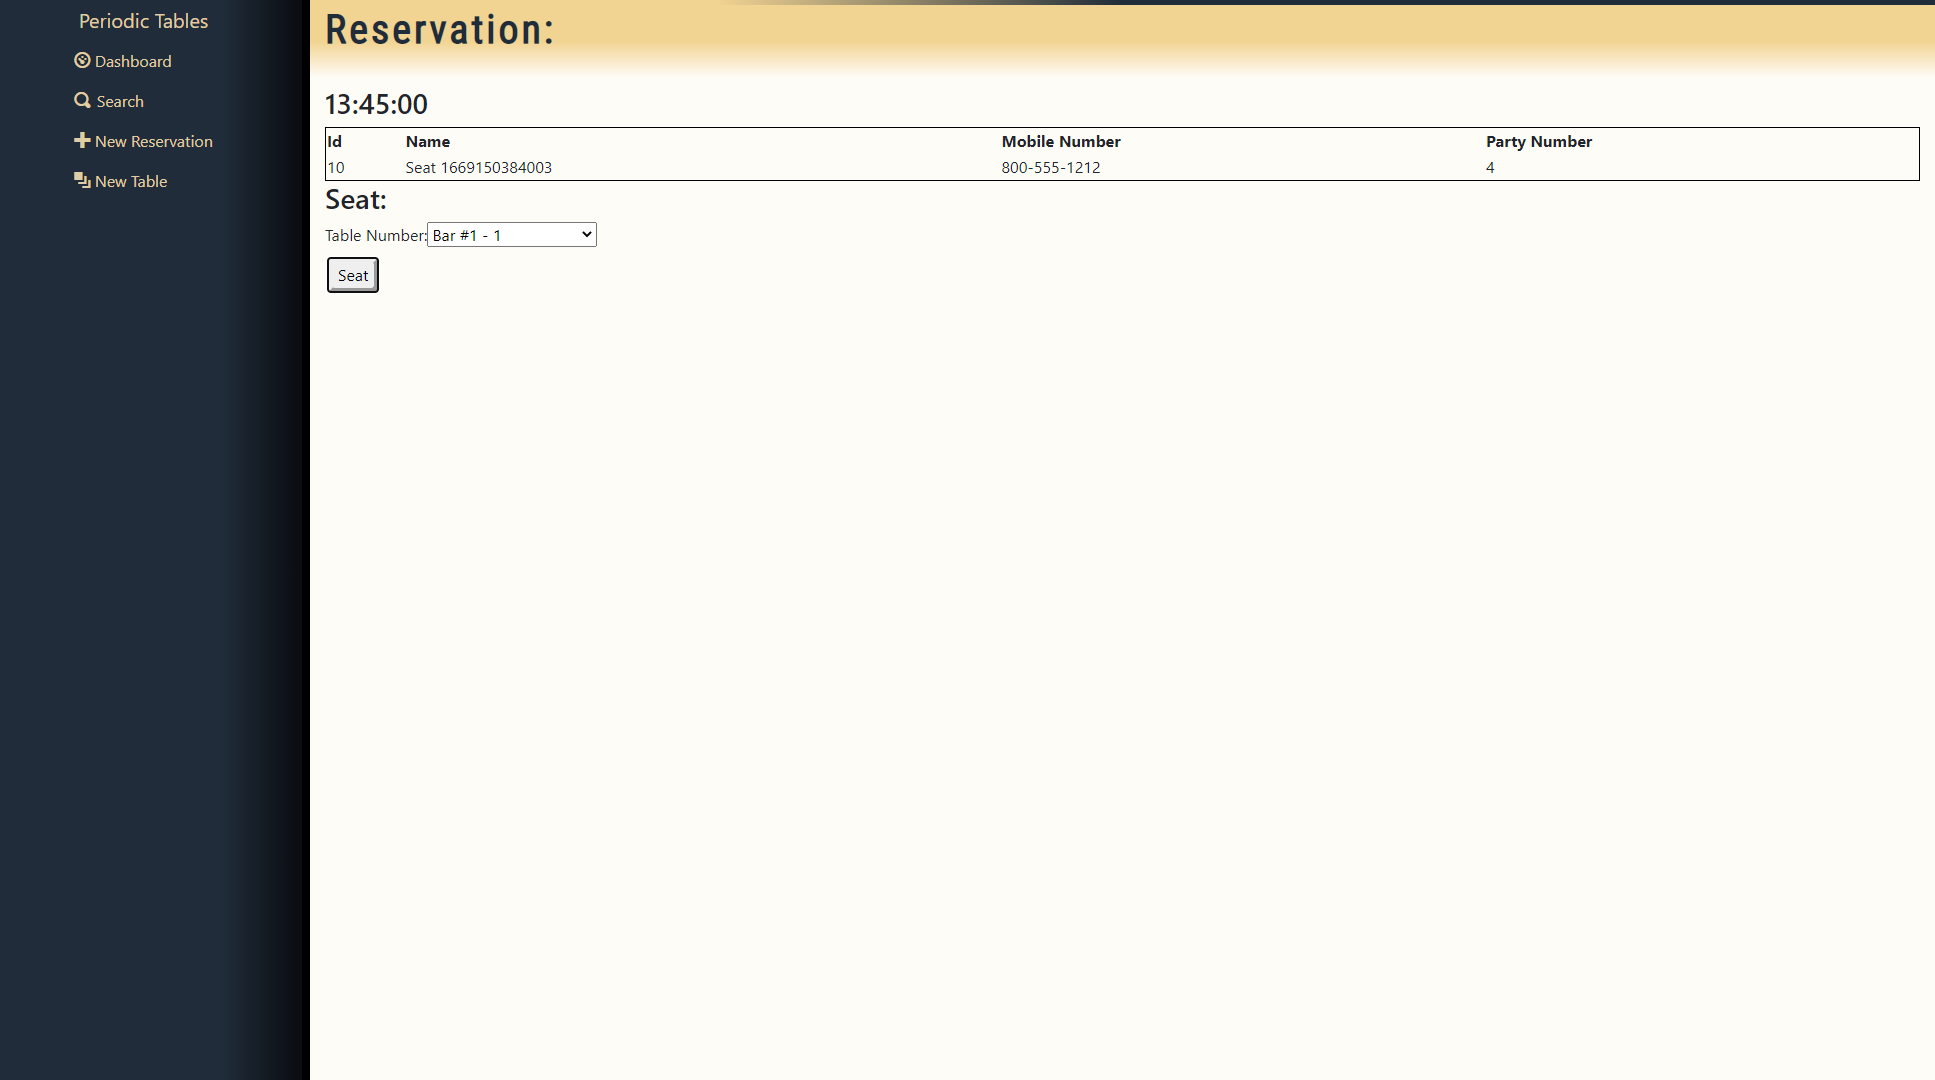 Periodic Tables
Dashboard
Search
New Reservation
New Table
Reservation:
13:45:00
Id Name Mobile Number Party Number
10 Seat 1669150384003 800-555-1212 4
Seat:
Table Number: Bar #1 - 1
Seat